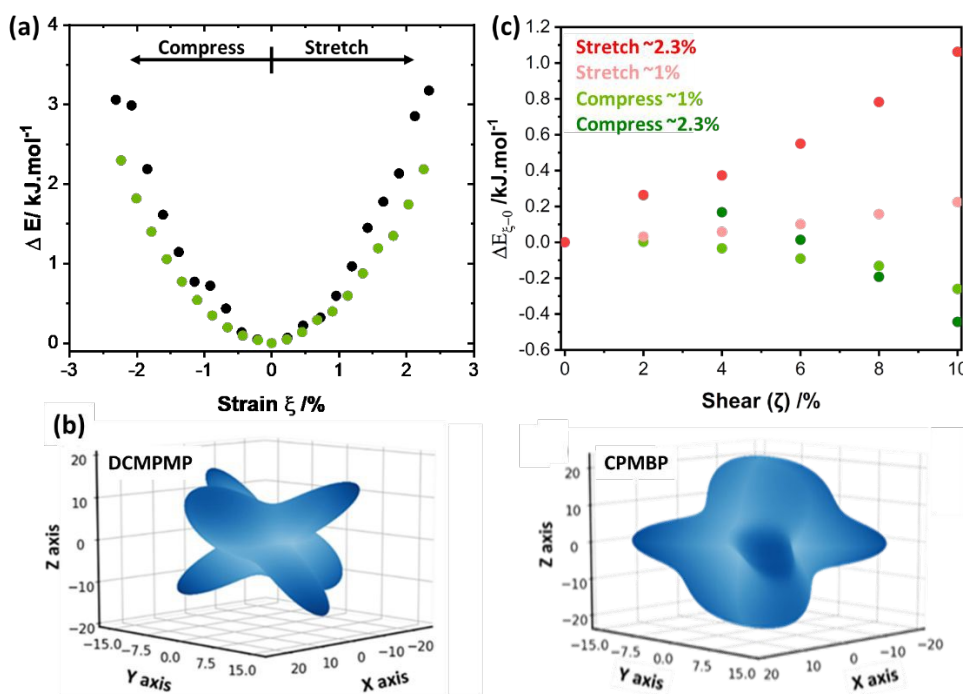 (a)
Compress
Stretch
Δ E/ kJ.mol⁻¹
4
3
2
1
0
−3
−2
−1
0
1
2
3
Strain ξ /%
(c)
Stretch ~2.3%
Stretch ~1%
Compress ~1%
Compress ~2.3%
ΔE_ξ−0 /kJ.mol⁻¹
1.2
1.0
0.8
0.6
0.4
0.2
0.0
-0.2
-0.4
-0.6
0
2
4
6
8
10
Shear (ζ) /%
(b)
DCMPMP
Z axis
20
10
0
−10
−20
−15.0
−7.5
0.0
7.5
15.0
Y axis
20
10
0
−10
−20
X axis
CPMBP
Z axis
20
10
0
−10
−20
−15.0
−7.5
0.0
7.5
15.0
Y axis
20
10
0
−10
−20
X axis